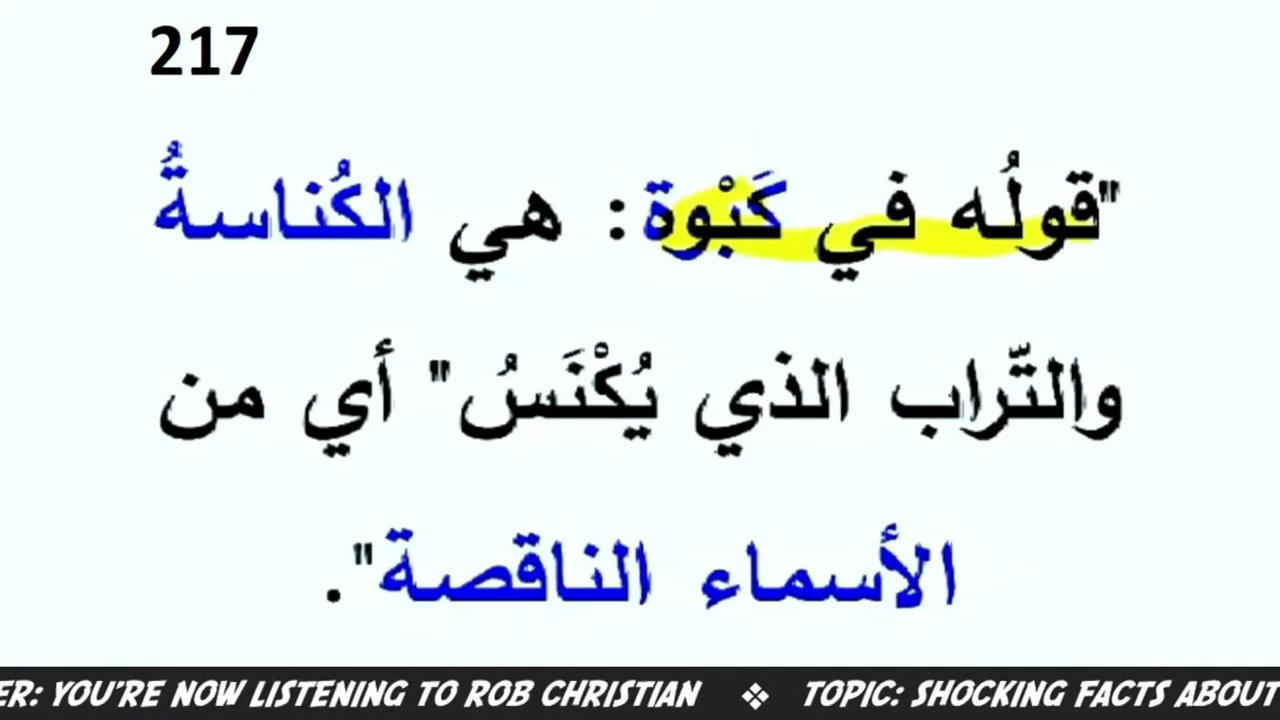 217
"قولُه في كَبْوة: هي الكُناسةُ
والتّراب الذي يُكْنَسُ" أي من
الأسماء الناقصة".
ER: YOU'RE NOW LISTENING TO ROB CHRISTIAN ❖ TOPIC: SHOCKING FACTS ABOUT